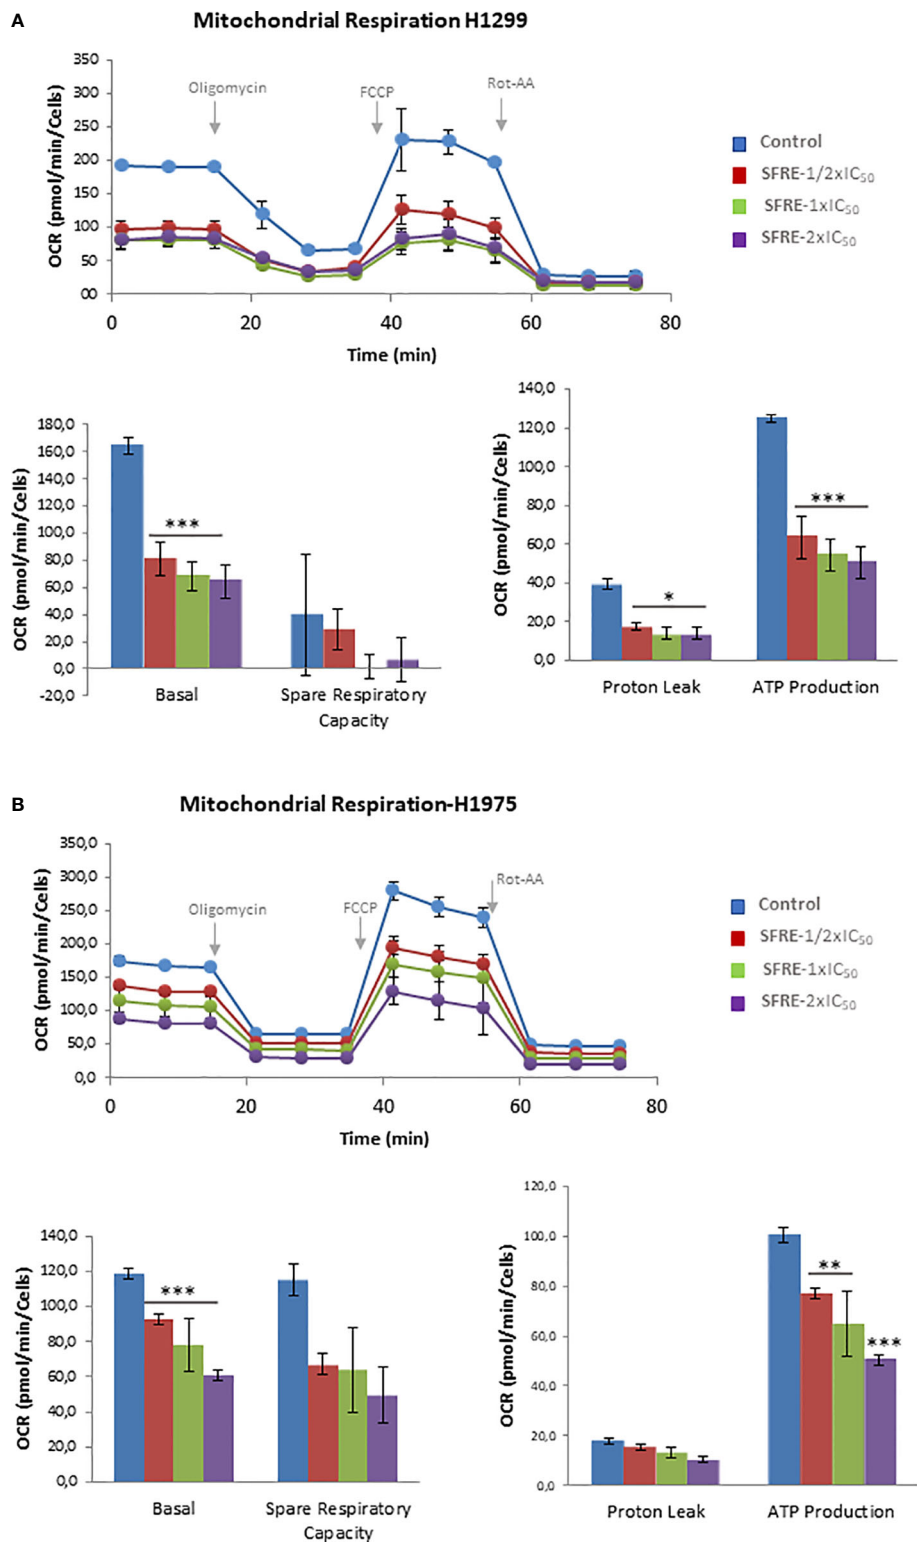 A
Mitochondrial Respiration H1299
OCR (pmol/min/Cells)
350
300
250
200
150
100
50
00
Oligomycin
FCCP
Rot-AA
0
20
40
60
80
Time (min)
Control
SFRE-1/2xIC50
SFRE-1xIC50
SFRE-2xIC50
OCR (pmol/min/Cells)
180,0
160,0
140,0
120,0
100,0
80,0
60,0
40,0
20,0
0,0
-20,0
***
Basal
Spare Respiratory
Capacity
OCR (pmol/min/Cells)
140,0
120,0
100,0
80,0
60,0
40,0
20,0
0,0
*
***
Proton Leak
ATP Production
B
Mitochondrial Respiration-H1975
OCR (pmol/min/Cells)
350,0
300,0
250,0
200,0
150,0
100,0
50,0
0,0
Oligomycin
FCCP
Rot-AA
0
20
40
60
80
Time (min)
Control
SFRE-1/2xIC50
SFRE-1xIC50
SFRE-2xIC50
OCR (pmol/min/Cells)
140,0
120,0
100,0
80,0
60,0
40,0
20,0
0,0
***
Basal
Spare Respiratory
Capacity
OCR (pmol/min/Cells)
120,0
100,0
80,0
60,0
40,0
20,0
0,0
**
***
Proton Leak
ATP Production